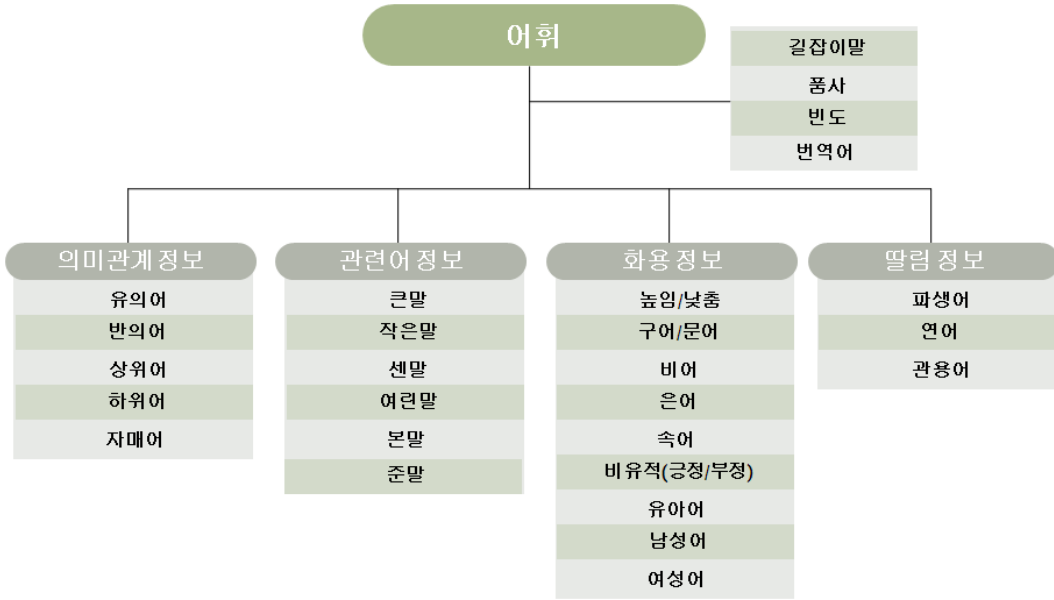 어휘
길잡이말
품사
빈도
번역어
의미관계정보
유의어
반의어
상위어
하위어
자매어
관련어정보
큰말
작은말
센말
여린말
본말
준말
화용정보
높임/낮춤
구어/문어
비어
은어
속어
비유적(긍정/부정)
유아어
남성어
여성어
딸림정보
파생어
연어
관용어